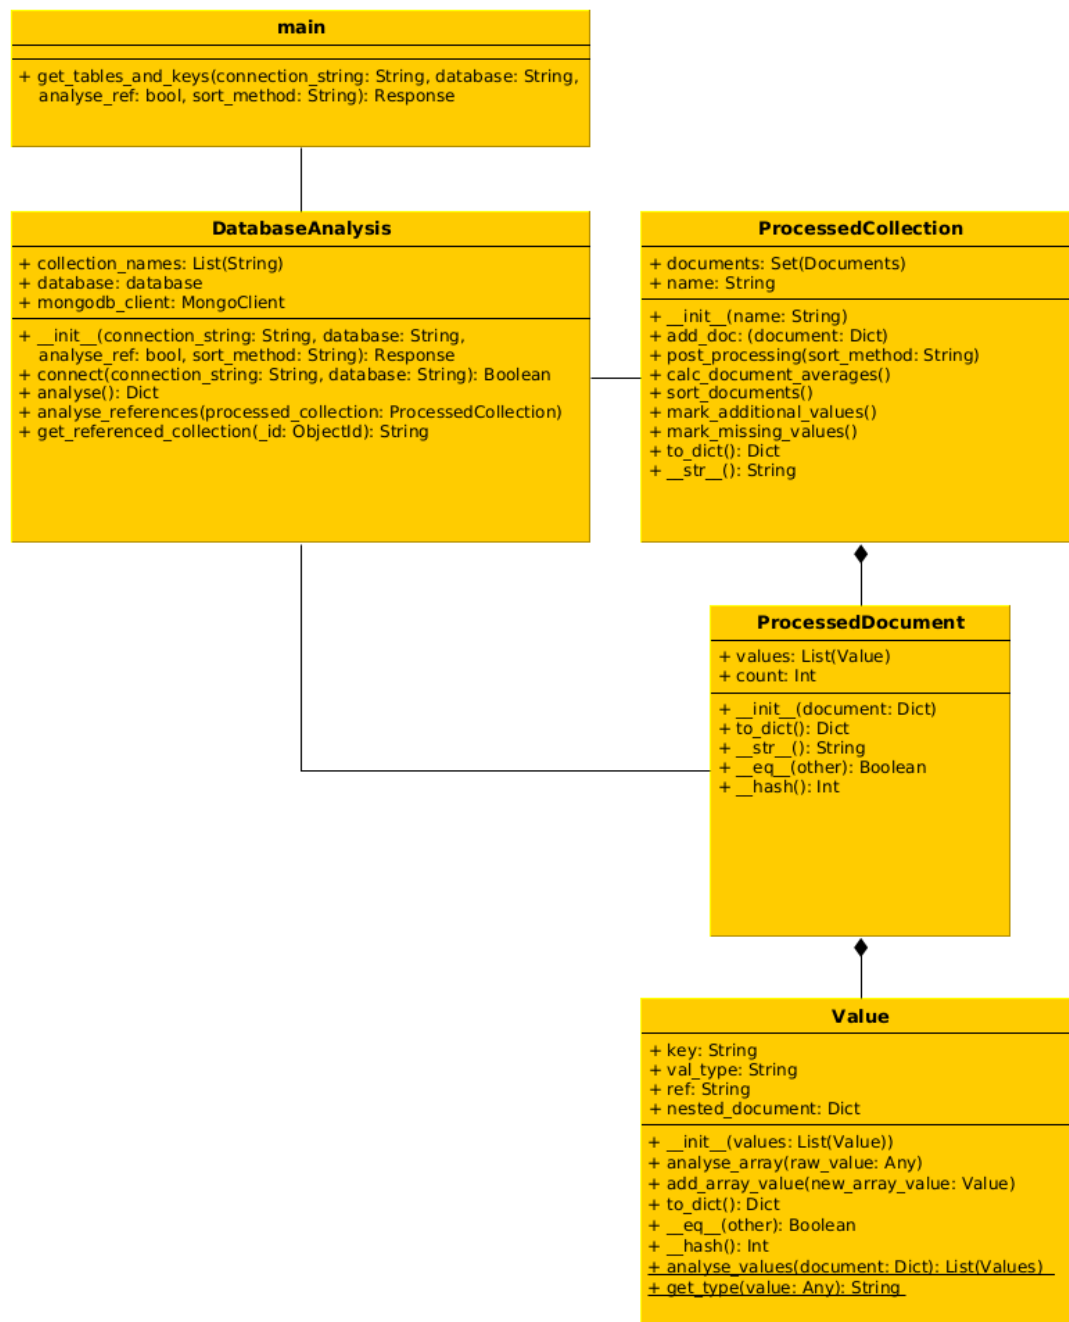 main
+ get_tables_and_keys(connection_string: String, database: String,
analyse_ref: bool, sort_method: String): Response
DatabaseAnalysis
+ collection_names: List(String)
+ database: database
+ mongodb_client: MongoClient
+ __init__(connection_string: String, database: String,
analyse_ref: bool, sort_method: String): Response
+ connect(connection_string: String, database: String): Boolean
+ analyse(): Dict
+ analyse_references(processed_collection: ProcessedCollection)
+ get_referenced_collection(_id: ObjectId): String
ProcessedCollection
+ documents: Set(Documents)
+ name: String
+ __init__(name: String)
+ add_doc: (document: Dict)
+ post_processing(sort_method: String)
+ calc_document_averages()
+ sort_documents()
+ mark_additional_values()
+ mark_missing_values()
+ to_dict(): Dict
+ __str__(): String
ProcessedDocument
+ values: List(Value)
+ count: Int
+ __init__(document: Dict)
+ to_dict(): Dict
+ __str__(): String
+ __eq__(other): Boolean
+ __hash(): Int
Value
+ key: String
+ val_type: String
+ ref: String
+ nested_document: Dict
+ __init__(values: List(Value))
+ analyse_array(raw_value: Any)
+ add_array_value(new_array_value: Value)
+ to_dict(): Dict
+ __eq__(other): Boolean
+ __hash(): Int
+ analyse_values(document: Dict): List(Values)
+ get_type(value: Any): String